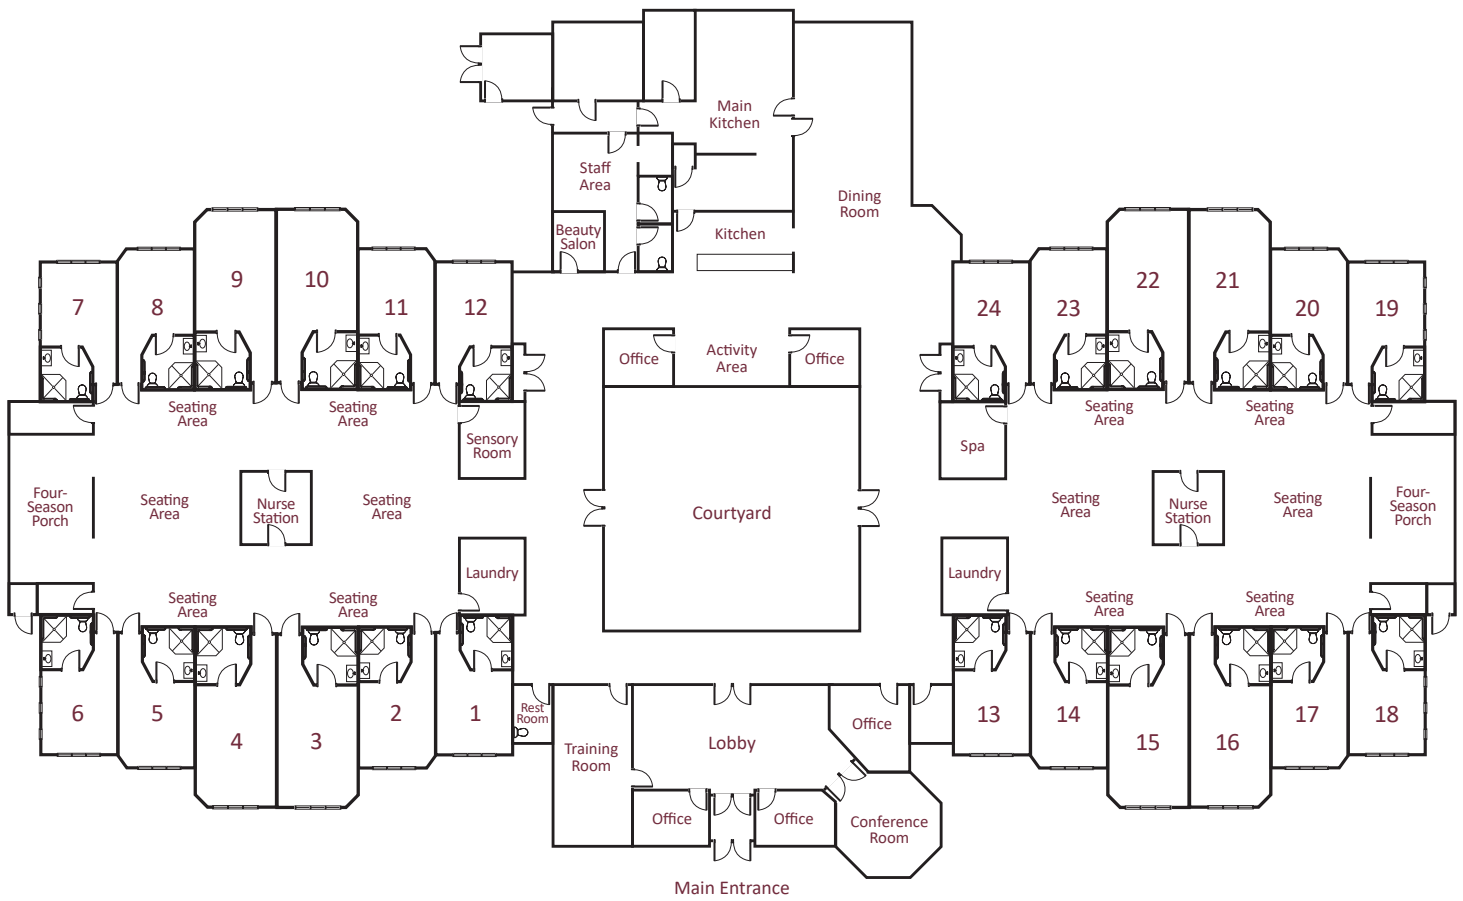 Main
Kitchen
Staff
Area
Dining
Room
Beauty
Salon
Kitchen
9
10
22
21
7
8
11
12
24
23
20
19
Office
Activity
Area
Office
Seating
Area
Seating
Area
Seating
Area
Seating
Area
Sensory
Room
Spa
Four-
Season
Porch
Seating
Area
Nurse
Station
Seating
Area
Courtyard
Seating
Area
Nurse
Station
Seating
Area
Four-
Season
Porch
Laundry
Laundry
Seating
Area
Seating
Area
Seating
Area
Seating
Area
6
5
4
3
2
1
Rest
Room
Training
Room
Lobby
Office
13
14
15
16
17
18
Office
Office
Conference
Room
Main Entrance